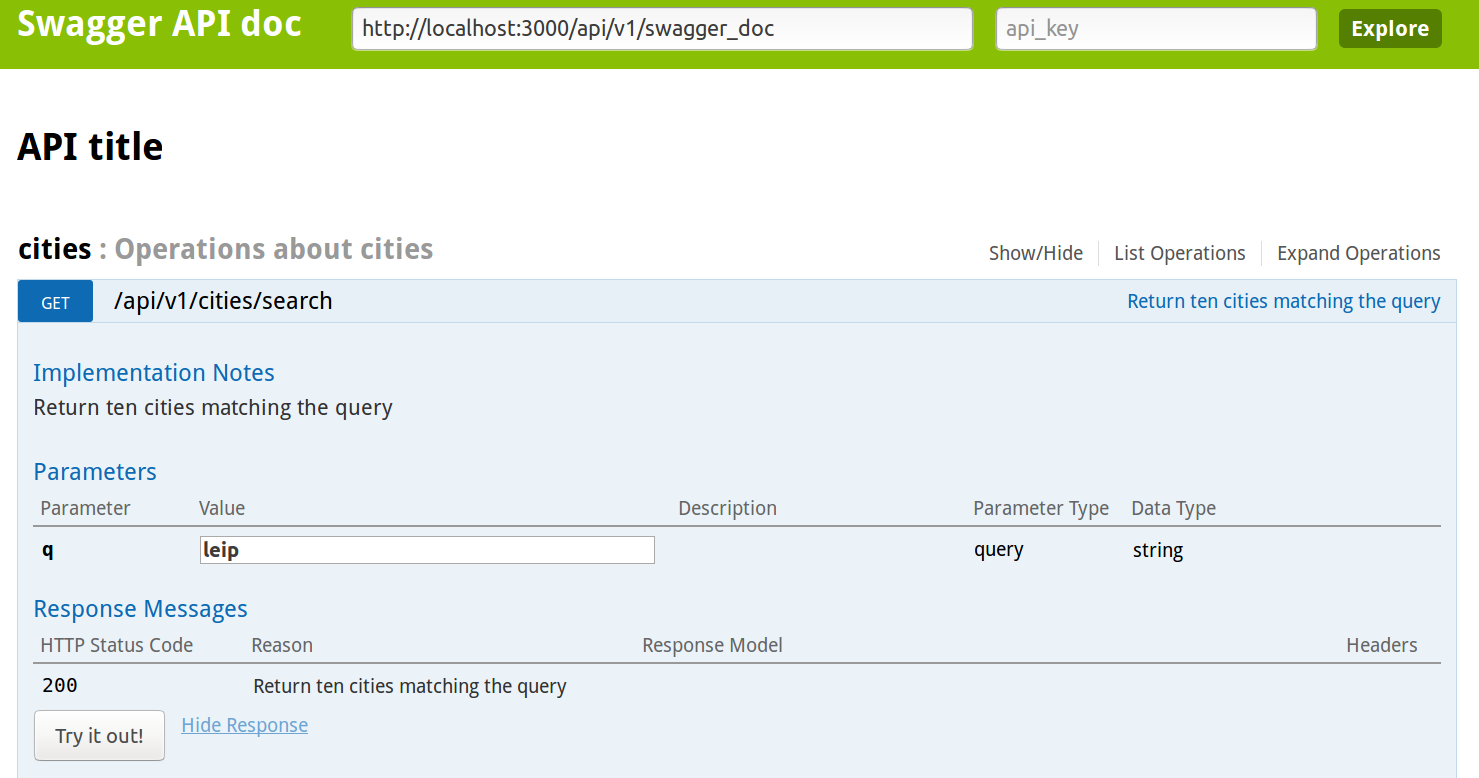 Swagger API doc http://localhost:3000/api/v1/swagger_doc api_key Explore
API title
cities : Operations about cities Show/Hide List Operations Expand Operations
GET /api/v1/cities/search Return ten cities matching the query
Implementation Notes
Return ten cities matching the query
Parameters
Parameter Value Description Parameter Type Data Type
q leip query string
Response Messages
HTTP Status Code Reason Response Model Headers
200 Return ten cities matching the query
Try it out! Hide Response